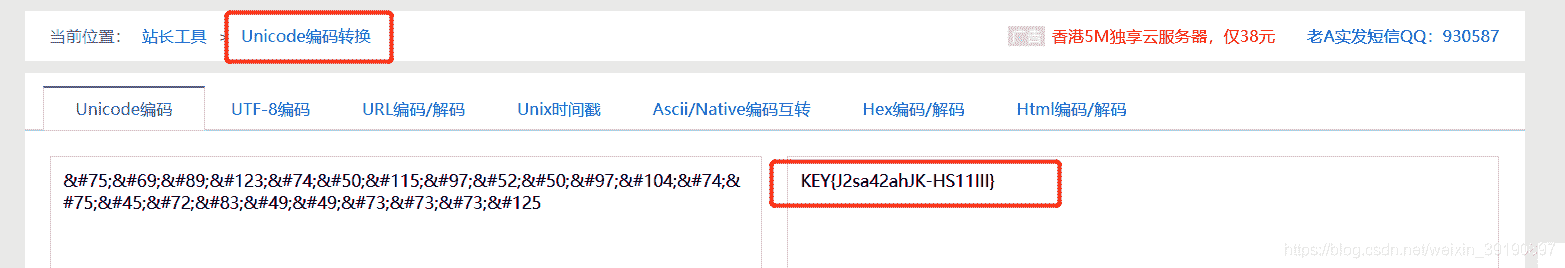 当前位置： 站长工具 > Unicode编码转换
香港5M独享云服务器，仅38元 老A实发短信QQ：930587
Unicode编码 UTF-8编码 URL编码/解码 Unix时间戳 Ascii/Native编码互转 Hex编码/解码 Html编码/解码
&#75;&#69;&#89;&#123;&#74;&#50;&#115;&#97;&#52;&#50;&#97;&#104;&#74;&
#75;&#45;&#72;&#83;&#49;&#49;&#73;&#73;&#73;&#125
KEY{J2sa42ahJK-HS11III}
https://blog.csdn.net/weixin_39190897